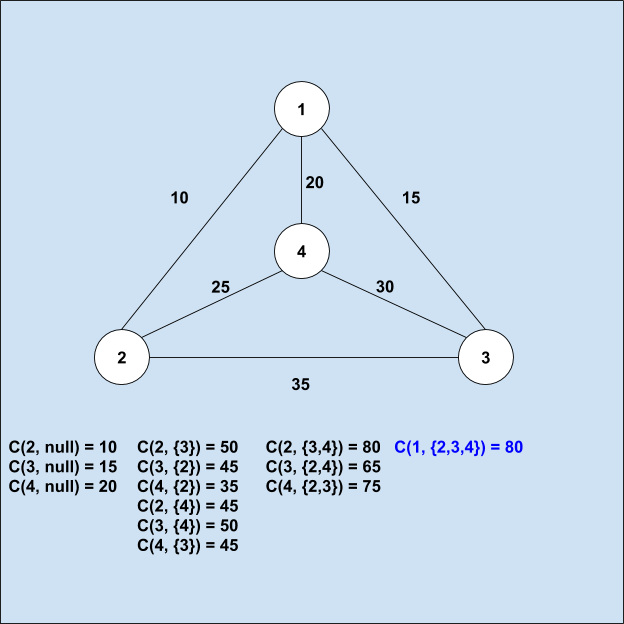 1
10
20
15
4
25
30
2
3
35
C(2, null) = 10
C(3, null) = 15
C(4, null) = 20
C(2, {3}) = 50
C(3, {2}) = 45
C(4, {2}) = 35
C(2, {4}) = 45
C(3, {4}) = 50
C(4, {3}) = 45
C(2, {3,4}) = 80
C(3, {2,4}) = 65
C(4, {2,3}) = 75
C(1, {2,3,4}) = 80